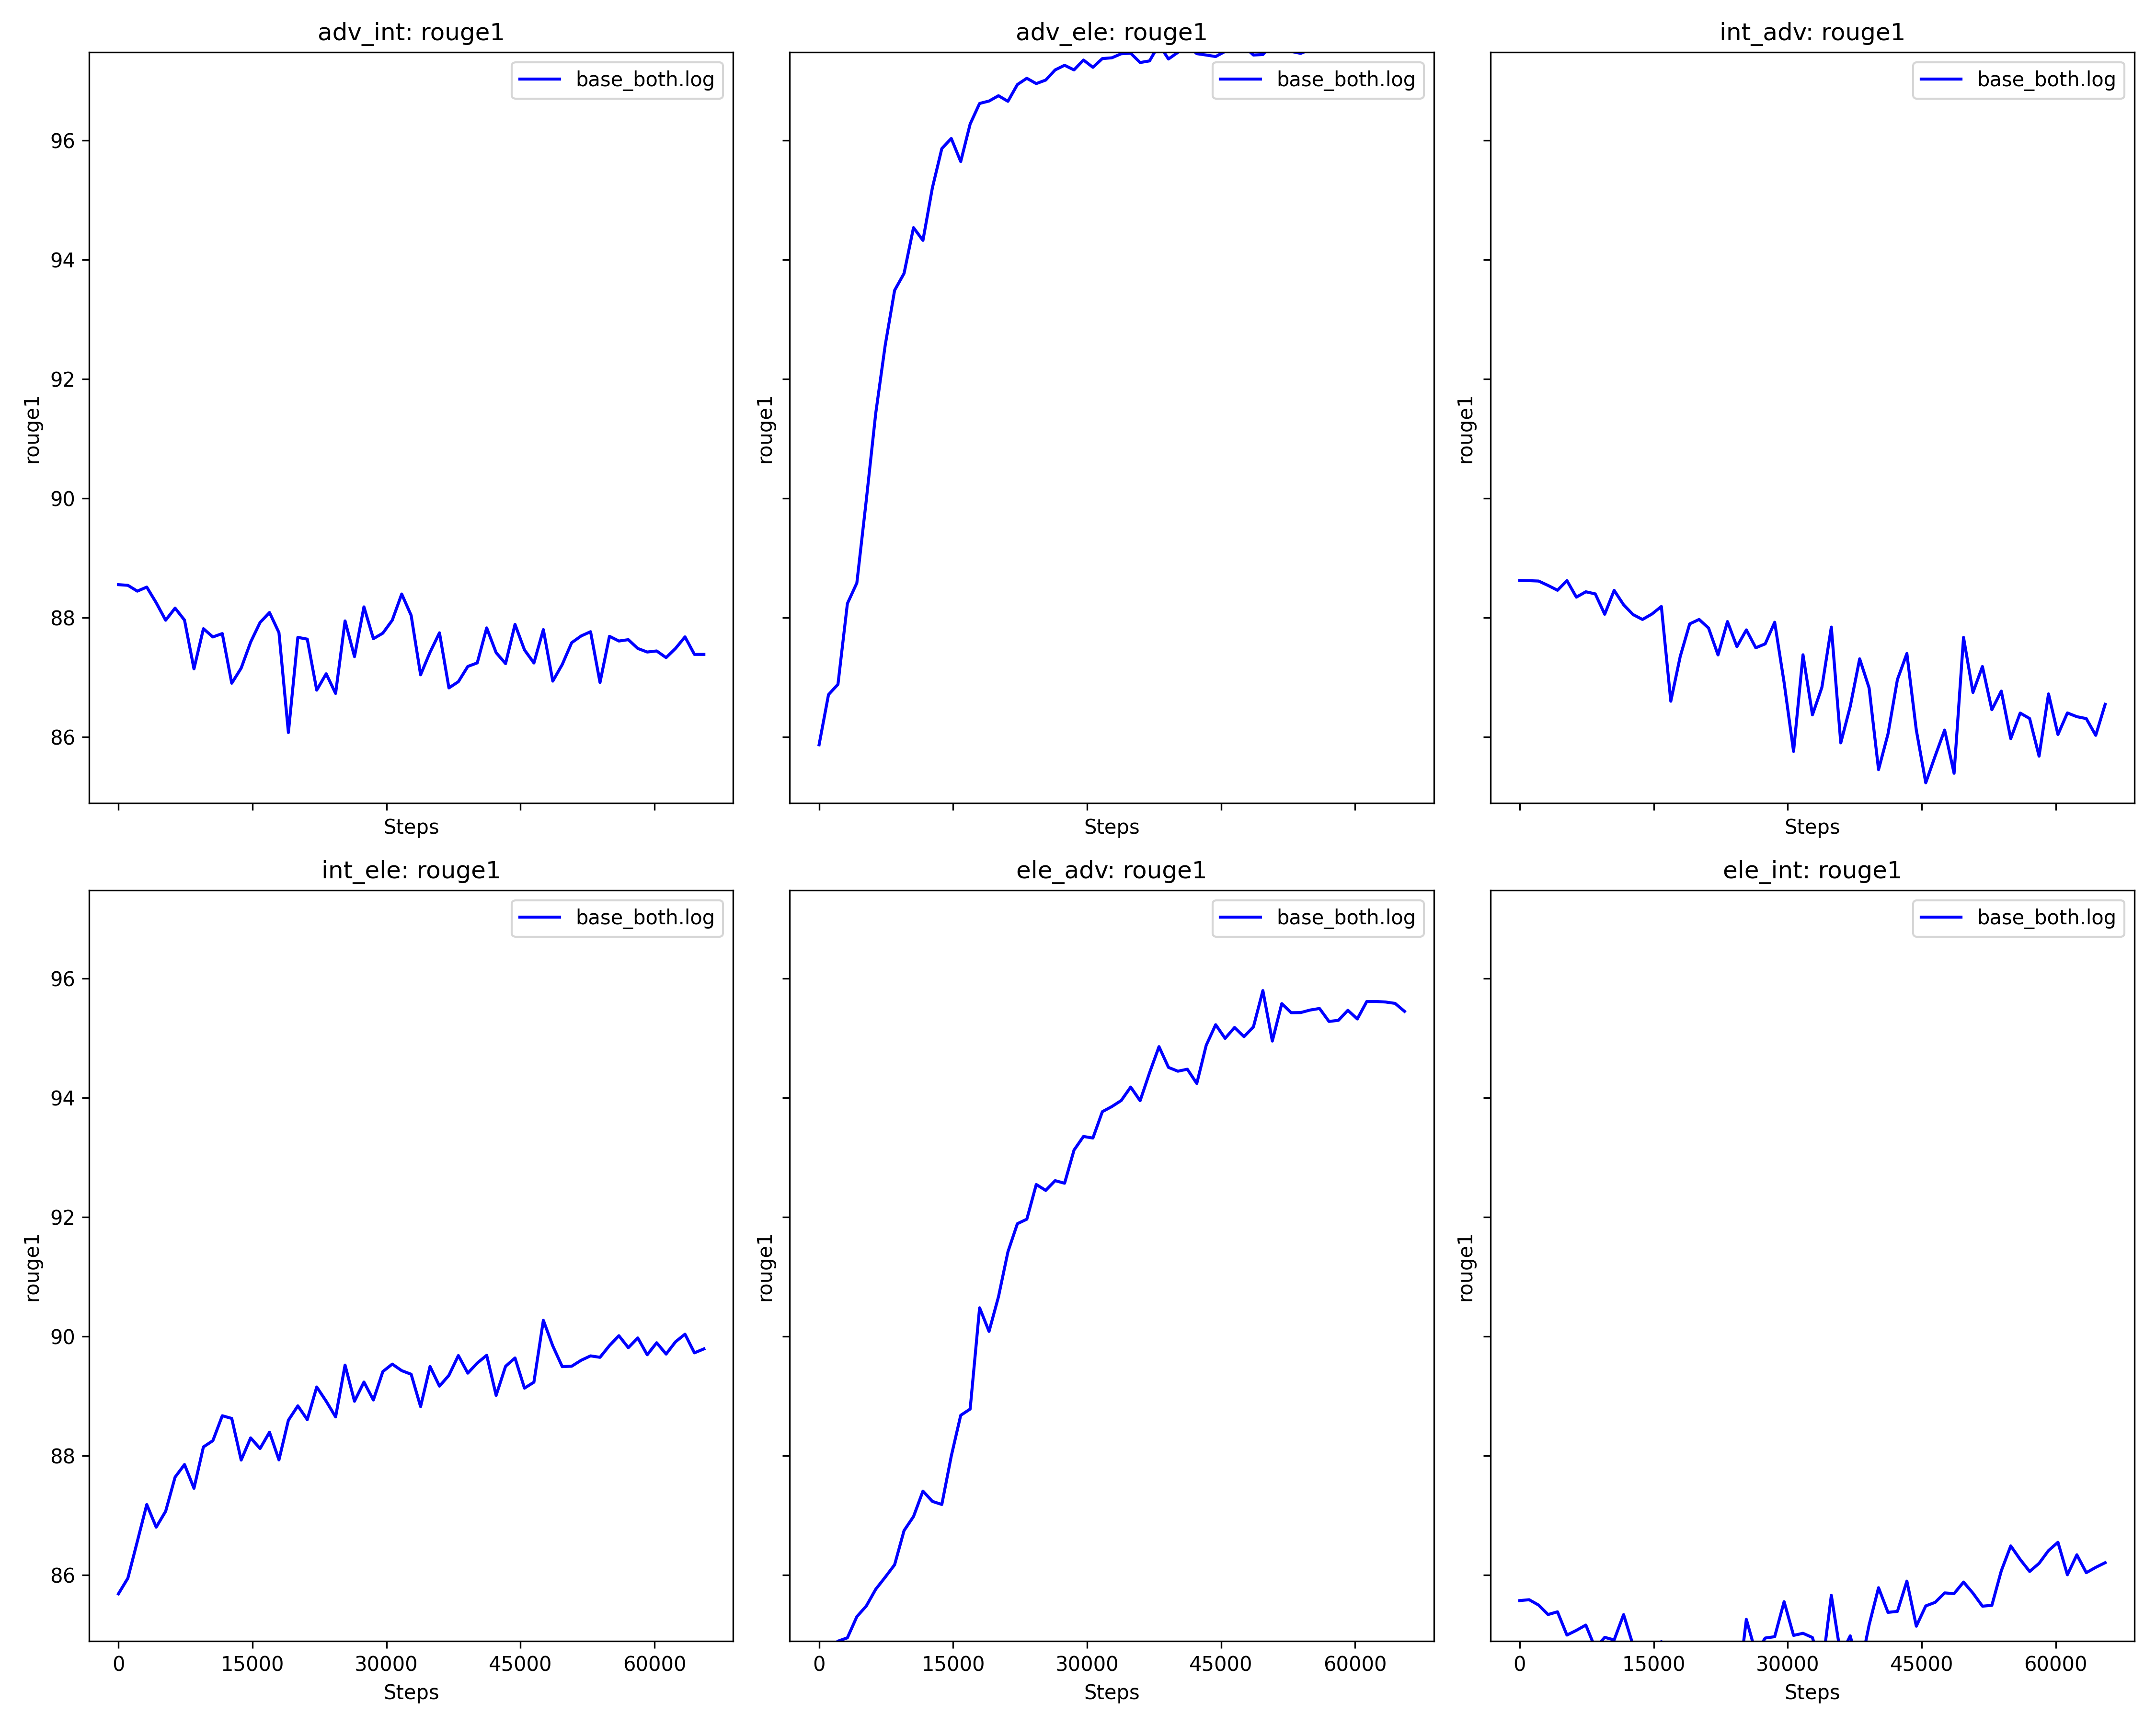 adv_int: rouge1
base_both.log
96
94
92
90
88
86
rouge1
Steps
adv_ele: rouge1
base_both.log
rouge1
Steps
int_adv: rouge1
base_both.log
rouge1
Steps
int_ele: rouge1
base_both.log
96
94
92
90
88
86
rouge1
0 15000 30000 45000 60000
Steps
ele_adv: rouge1
base_both.log
rouge1
0 15000 30000 45000 60000
Steps
ele_int: rouge1
base_both.log
rouge1
0 15000 30000 45000 60000
Steps